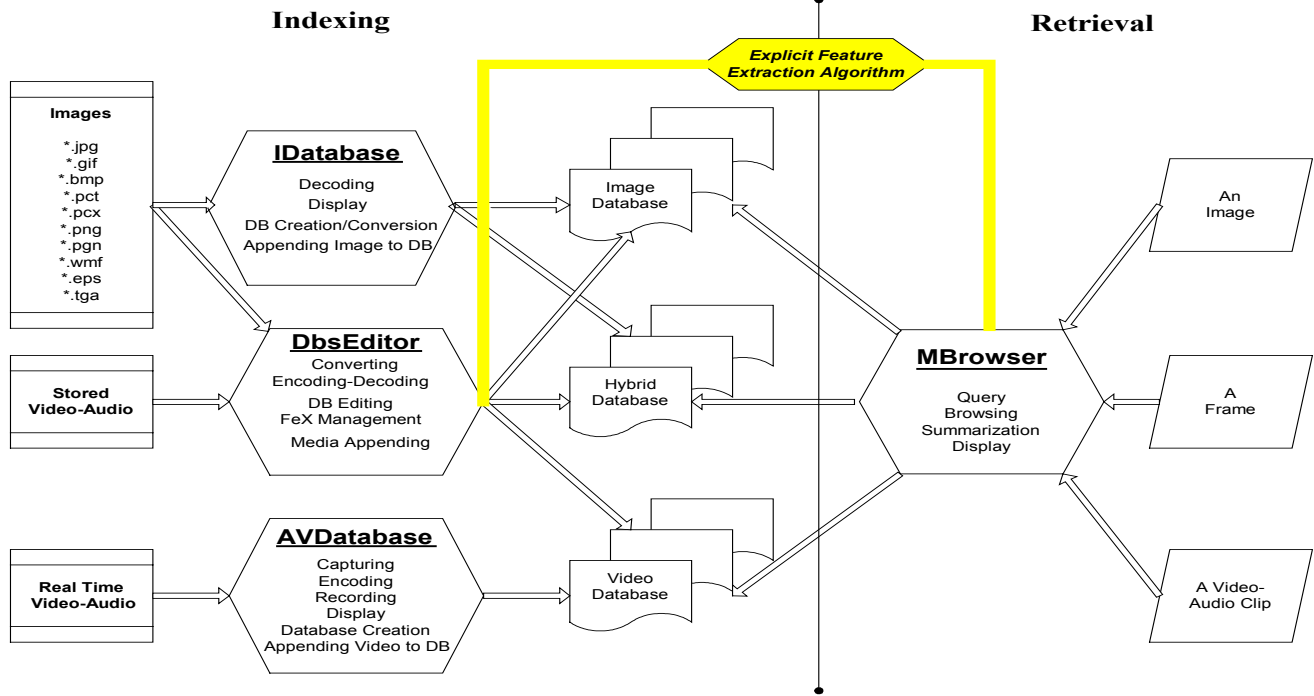 Indexing
Retrieval
Explicit Feature
Extraction Algorithm
Images
*.jpg
*.gif
*.bmp
*.pct
*.pcx
*.png
*.pgn
*.wmf
*.eps
*.tga
IDatabase
Decoding
Display
DB Creation/Conversion
Appending Image to DB
Image
Database
An
Image
Stored
Video-Audio
DbsEditor
Converting
Encoding-Decoding
DB Editing
FeX Management
Media Appending
Hybrid
Database
MBrowser
Query
Browsing
Summarization
Display
A
Frame
Real Time
Video-Audio
AVDatabase
Capturing
Encoding
Recording
Display
Database Creation
Appending Video to DB
Video
Database
A Video-
Audio Clip